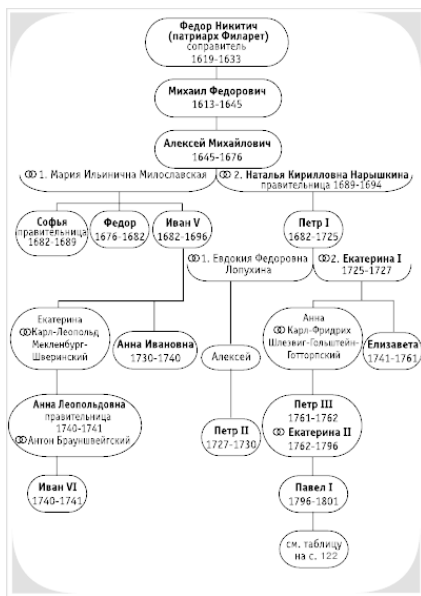 Федор Никитич
(патриарх Филарет)
соправитель
1619-1633
Михаил Федорович
1613-1645
Алексей Михайлович
1645-1676
1. Мария Ильинична Милославская
2. Наталья Кирилловна Нарышкина
правительница 1689-1694
Софья
правительница
1682-1689
Федор
1676-1682
Иван V
1682-1696
Петр I
1682-1725
1. Евдокия Федоровна
Лопухина
2. Екатерина I
1725-1727
Екатерина
Карл-Леопольд
Мекленбург-
Шверинский
Анна Ивановна
1730-1740
Алексей
Анна
Карл-Фридрих
Шлезвиг-Гольштейн-
Готторпский
Елизавета
1741-1761
Анна Леопольдовна
правительница
1740-1741
Антон Брауншвейгский
Петр II
1727-1730
Петр III
1761-1762
Екатерина II
1762-1796
Иван VI
1740-1741
Павел I
1796-1801
см. таблицу
на с. 122